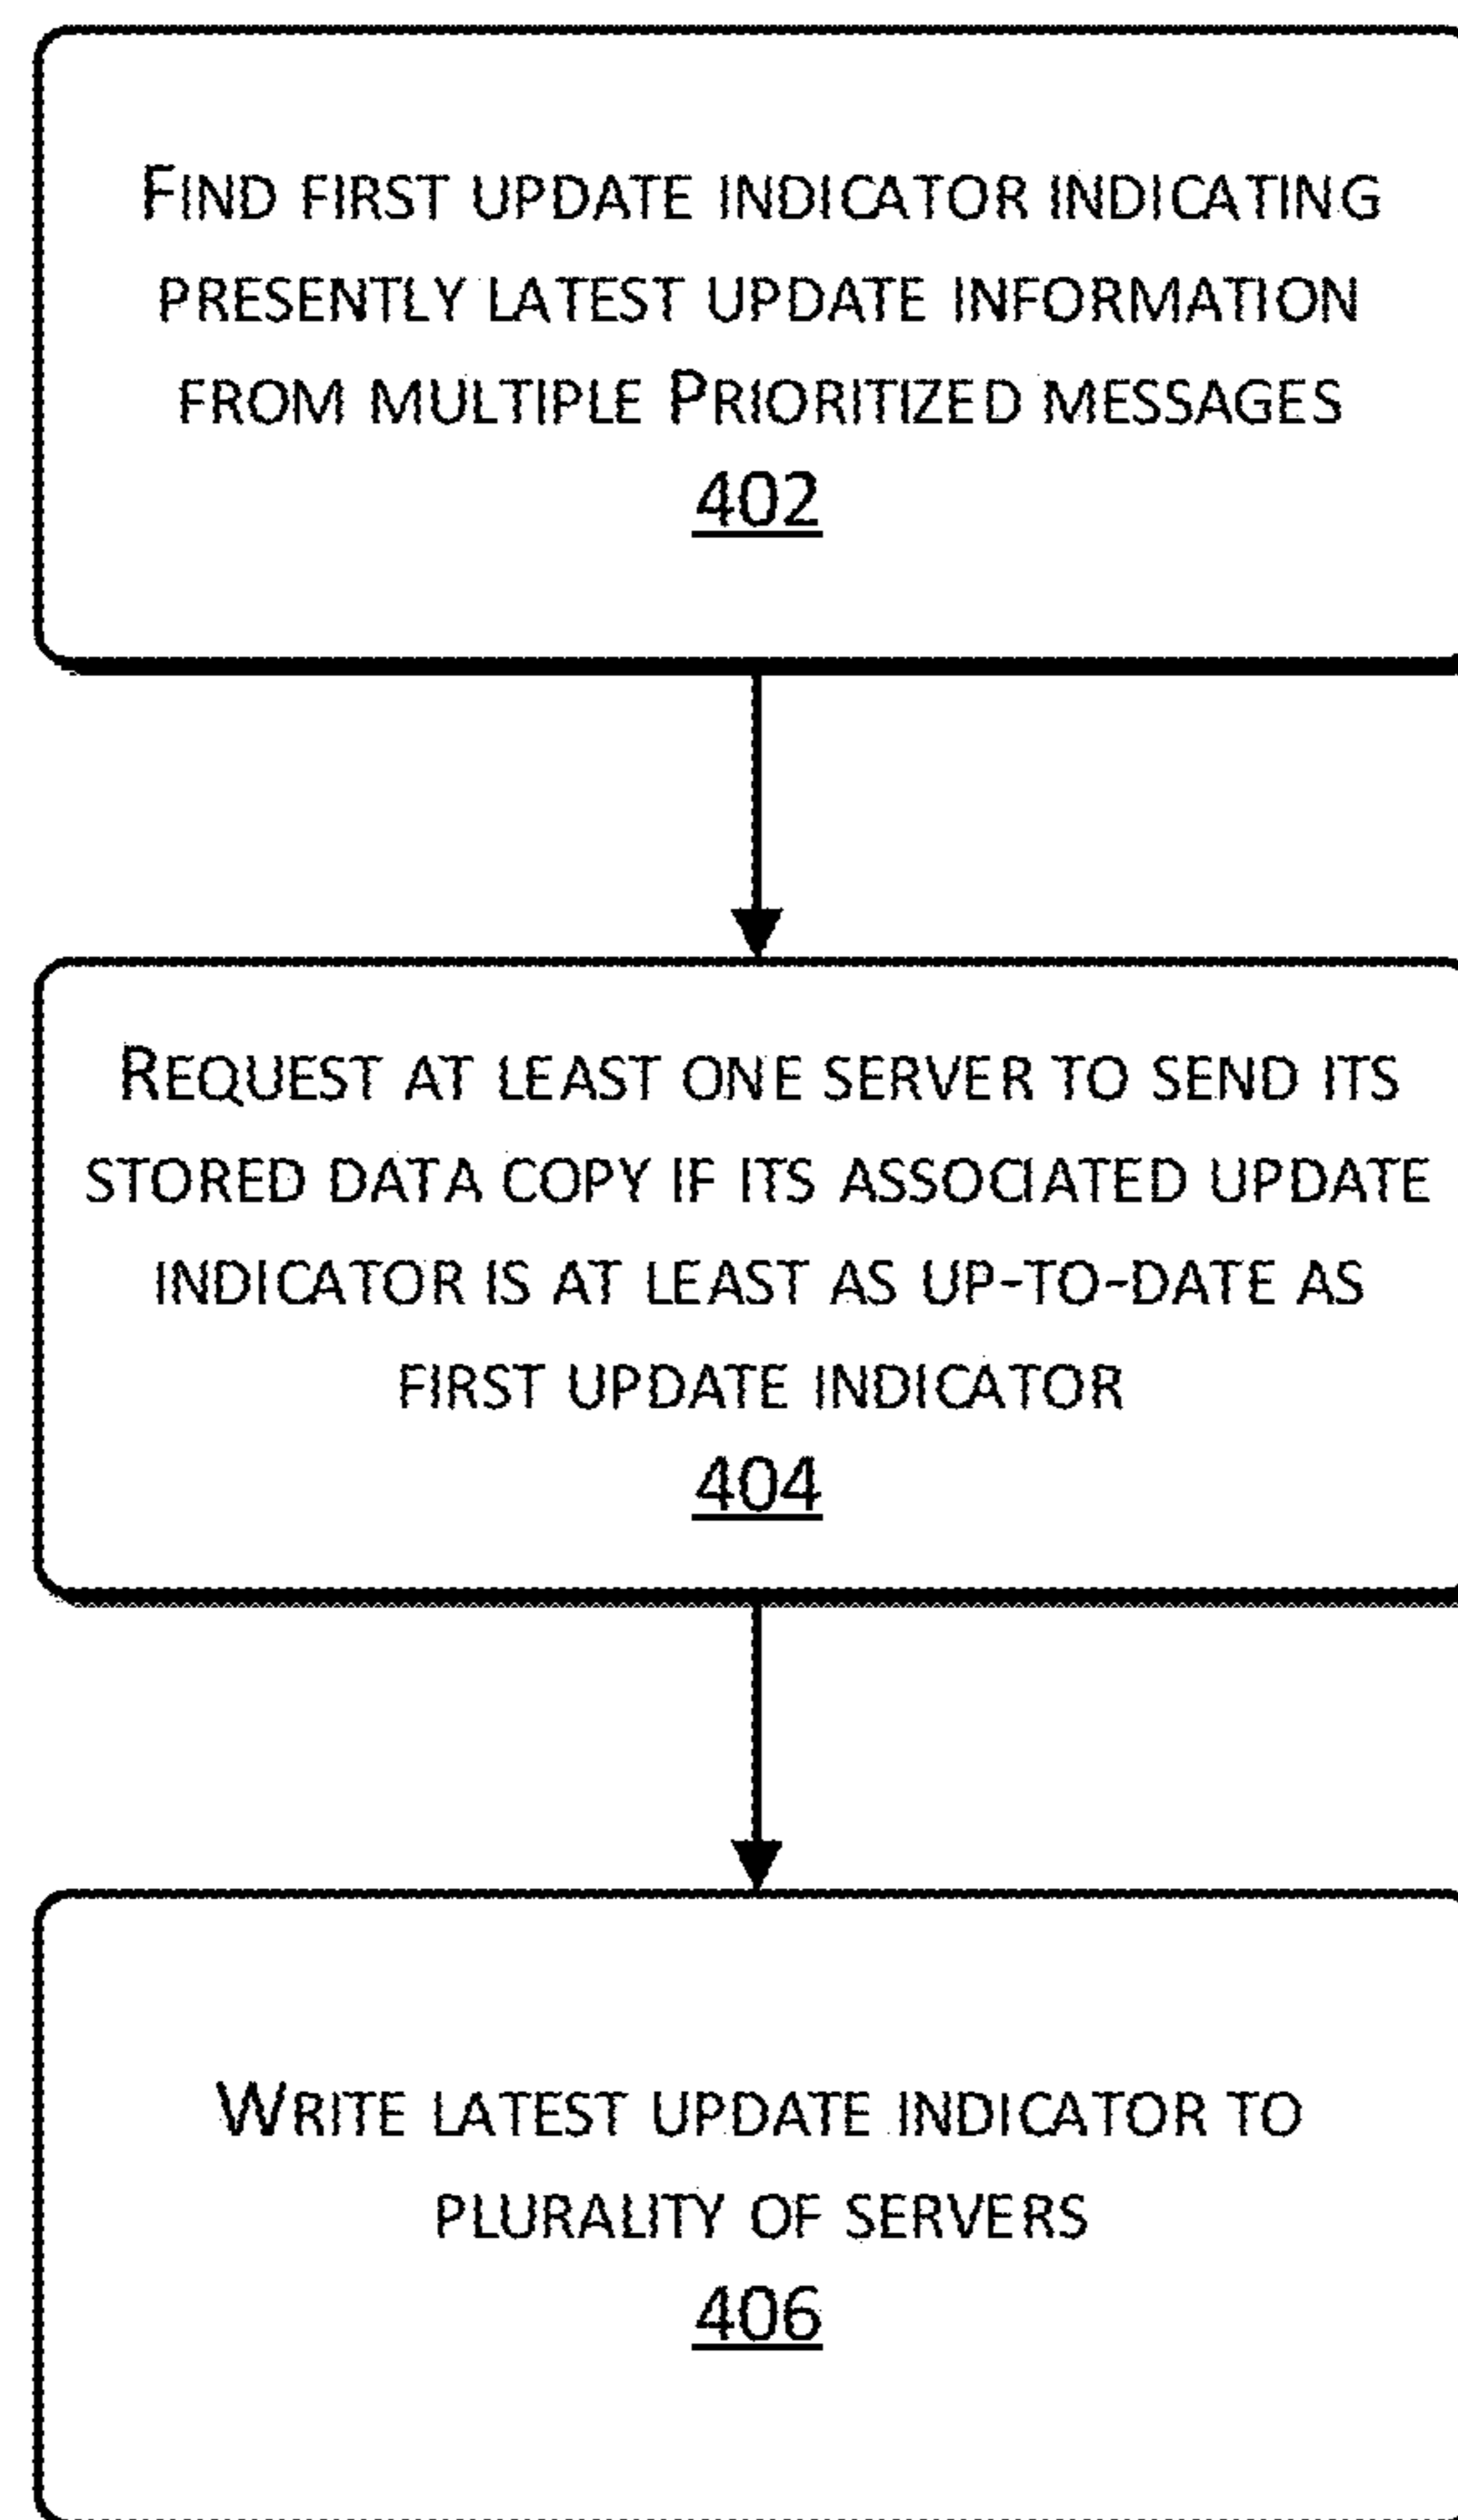 FIND FIRST UPDATE INDICATOR INDICATING
PRESENTLY LATEST UPDATE INFORMATION
FROM MULTIPLE PRIORITIZED MESSAGES
402
REQUEST AT LEAST ONE SERVER TO SEND ITS
STORED DATA COPY IF ITS ASSOCIATED UPDATE
INDICATOR IS AT LEAST AS UP-TO-DATE AS
FIRST UPDATE INDICATOR
404
WRITE LATEST UPDATE INDICATOR TO
PLURALITY OF SERVERS
406